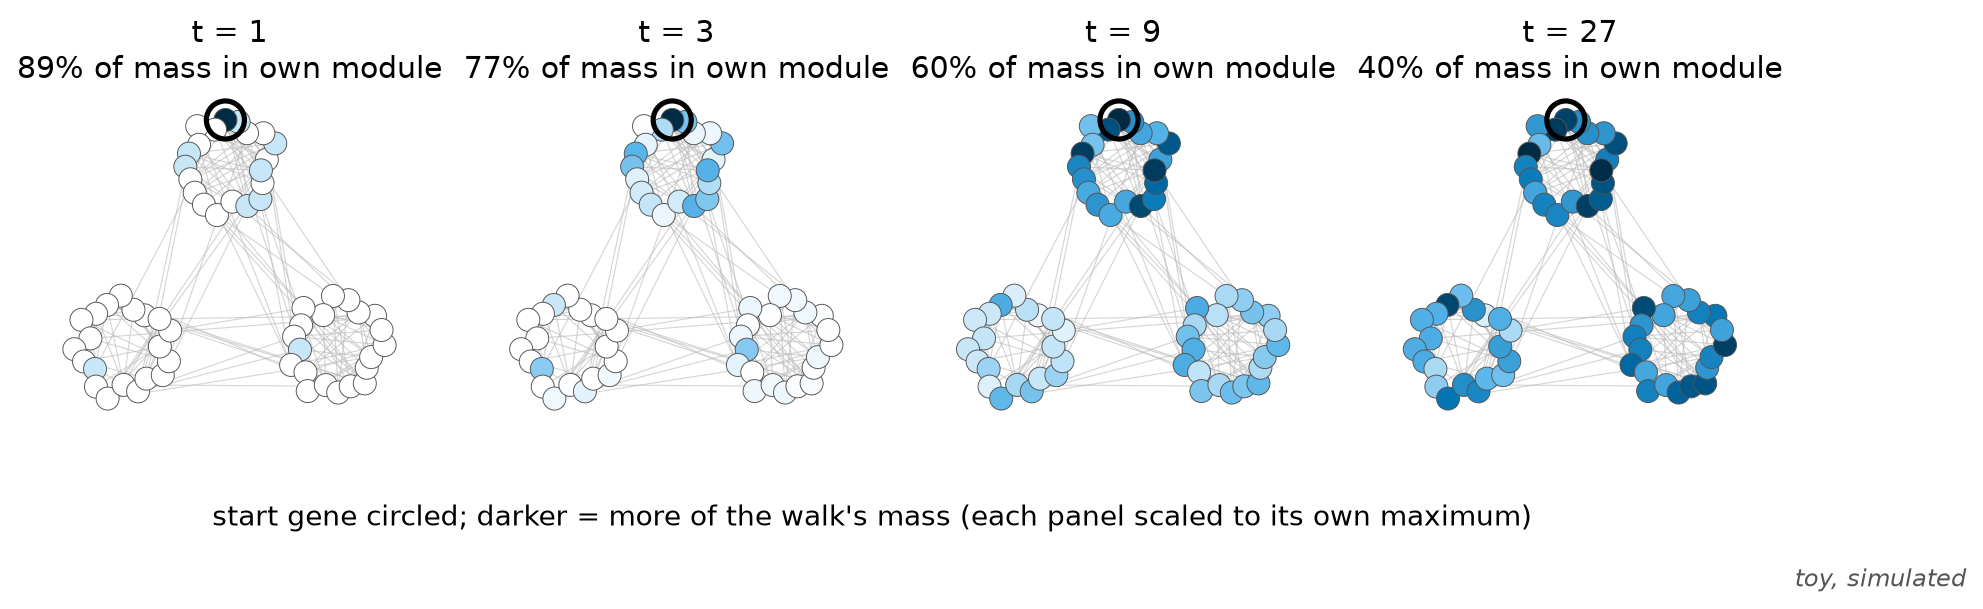 t = 1
89% of mass in own module
t = 3
77% of mass in own module
t = 9
60% of mass in own module
t = 27
40% of mass in own module
start gene circled; darker = more of the walk's mass (each panel scaled to its own maximum)
toy, simulated